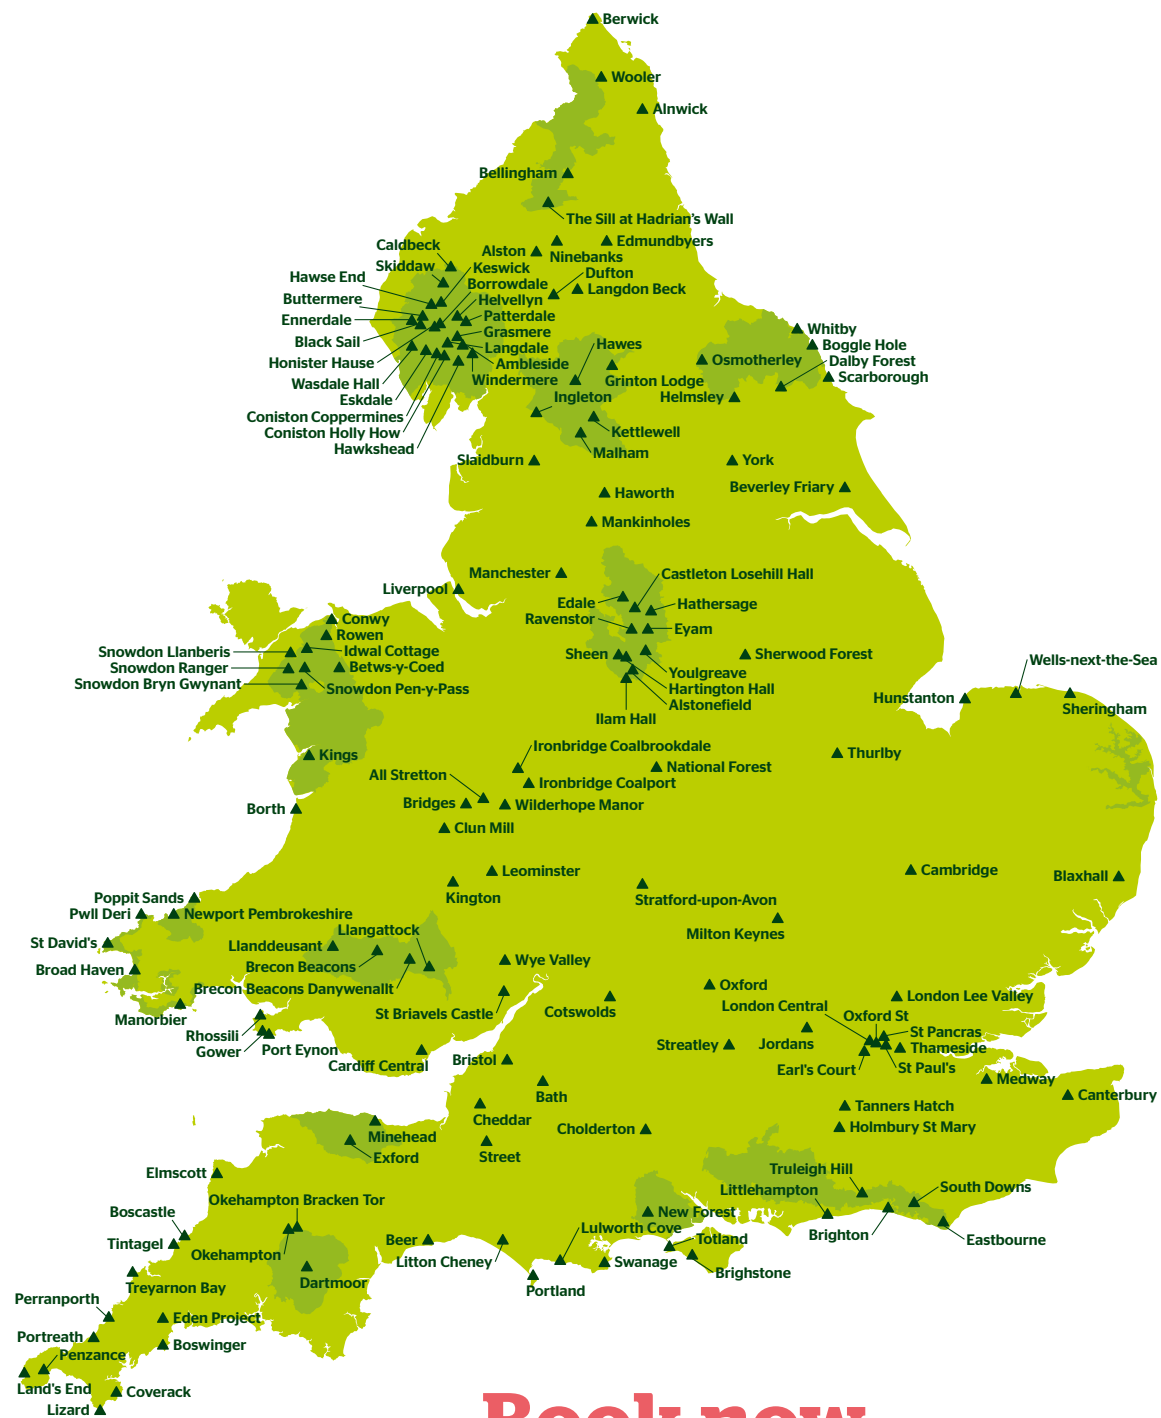 Berwick
Wooler
Alnwick
Bellingham
The Sill at Hadrian's Wall
Caldbeck
Alston
Edmundbyers
Ninebanks
Skiddaw
Keswick
Hawse End
Dufton
Borrowdale
Langdon Beck
Buttermere
Helvellyn
Ennerdale
Patterdale
Grasmere
Whitby
Black Sail
Langdale
Hawes
Boggle Hole
Honister Hause
Ambleside
Osmotherley
Dalby Forest
Wasdale Hall
Windermere
Grinton Lodge
Scarborough
Eskdale
Ingleton
Helmsley
Coniston Coppermines
Coniston Holly How
Kettlewell
Hawkshead
Malham
Slaidburn
York
Beverley Friary
Haworth
Mankinholes
Manchester
Castleton Losehill Hall
Liverpool
Edale
Hathersage
Conwy
Ravenstor
Eyam
Rowen
Snowdon Llanberis
Idwal Cottage
Sheen
Sherwood Forest
Wells-next-the-Sea
Snowdon Ranger
Betws-y-Coed
Youlgreave
Snowdon Bryn Gwynant
Snowdon Pen-y-Pass
Hartington Hall
Hunstanton
Alstonefield
Sheringham
Ilam Hall
Ironbridge Coalbrookdale
Kings
Thurlby
All Stretton
National Forest
Ironbridge Coalport
Borth
Bridges
Wilderhope Manor
Clun Mill
Leominster
Cambridge
Blaxhall
Kington
Poppit Sands
Stratford-upon-Avon
Pwll Deri
Newport Pembrokeshire
Llangattock
Milton Keynes
St David's
Llanddeusant
Broad Haven
Brecon Beacons
Wye Valley
Brecon Beacons Danywenallt
Oxford
London Lee Valley
Manorbier
St Briavels Castle
Cotswolds
London Central
Oxford St
Rhossili
St Pancras
Gower
Port Eynon
Streatley
Jordans
Thameside
Cardiff Central
Bristol
Earl's Court
St Paul's
Medway
Bath
Canterbury
Cheddar
Tanners Hatch
Minehead
Cholderton
Holmbury St Mary
Exford
Street
Elmscott
Truleigh Hill
Okehampton Bracken Tor
Littlehampton
South Downs
Boscastle
New Forest
Tintagel
Lulworth Cove
Brighton
Okehampton
Beer
Totland
Eastbourne
Litton Cheney
Swanage
Treyarnon Bay
Dartmoor
Portland
Brighstone
Perranporth
Eden Project
Portreath
Boswinger
Penzance
Land's End
Coverack
Lizard
Book now